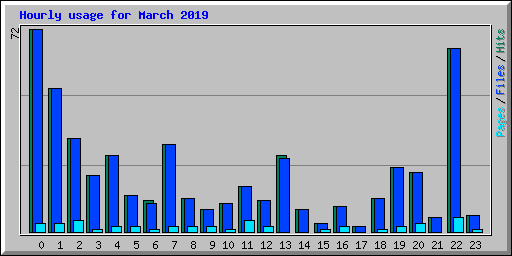 Hourly usage for March 2019
72
Pages/Files/Hits
0 1 2 3 4 5 6 7 8 9 10 11 12 13 14 15 16 17 18 19 20 21 22 23